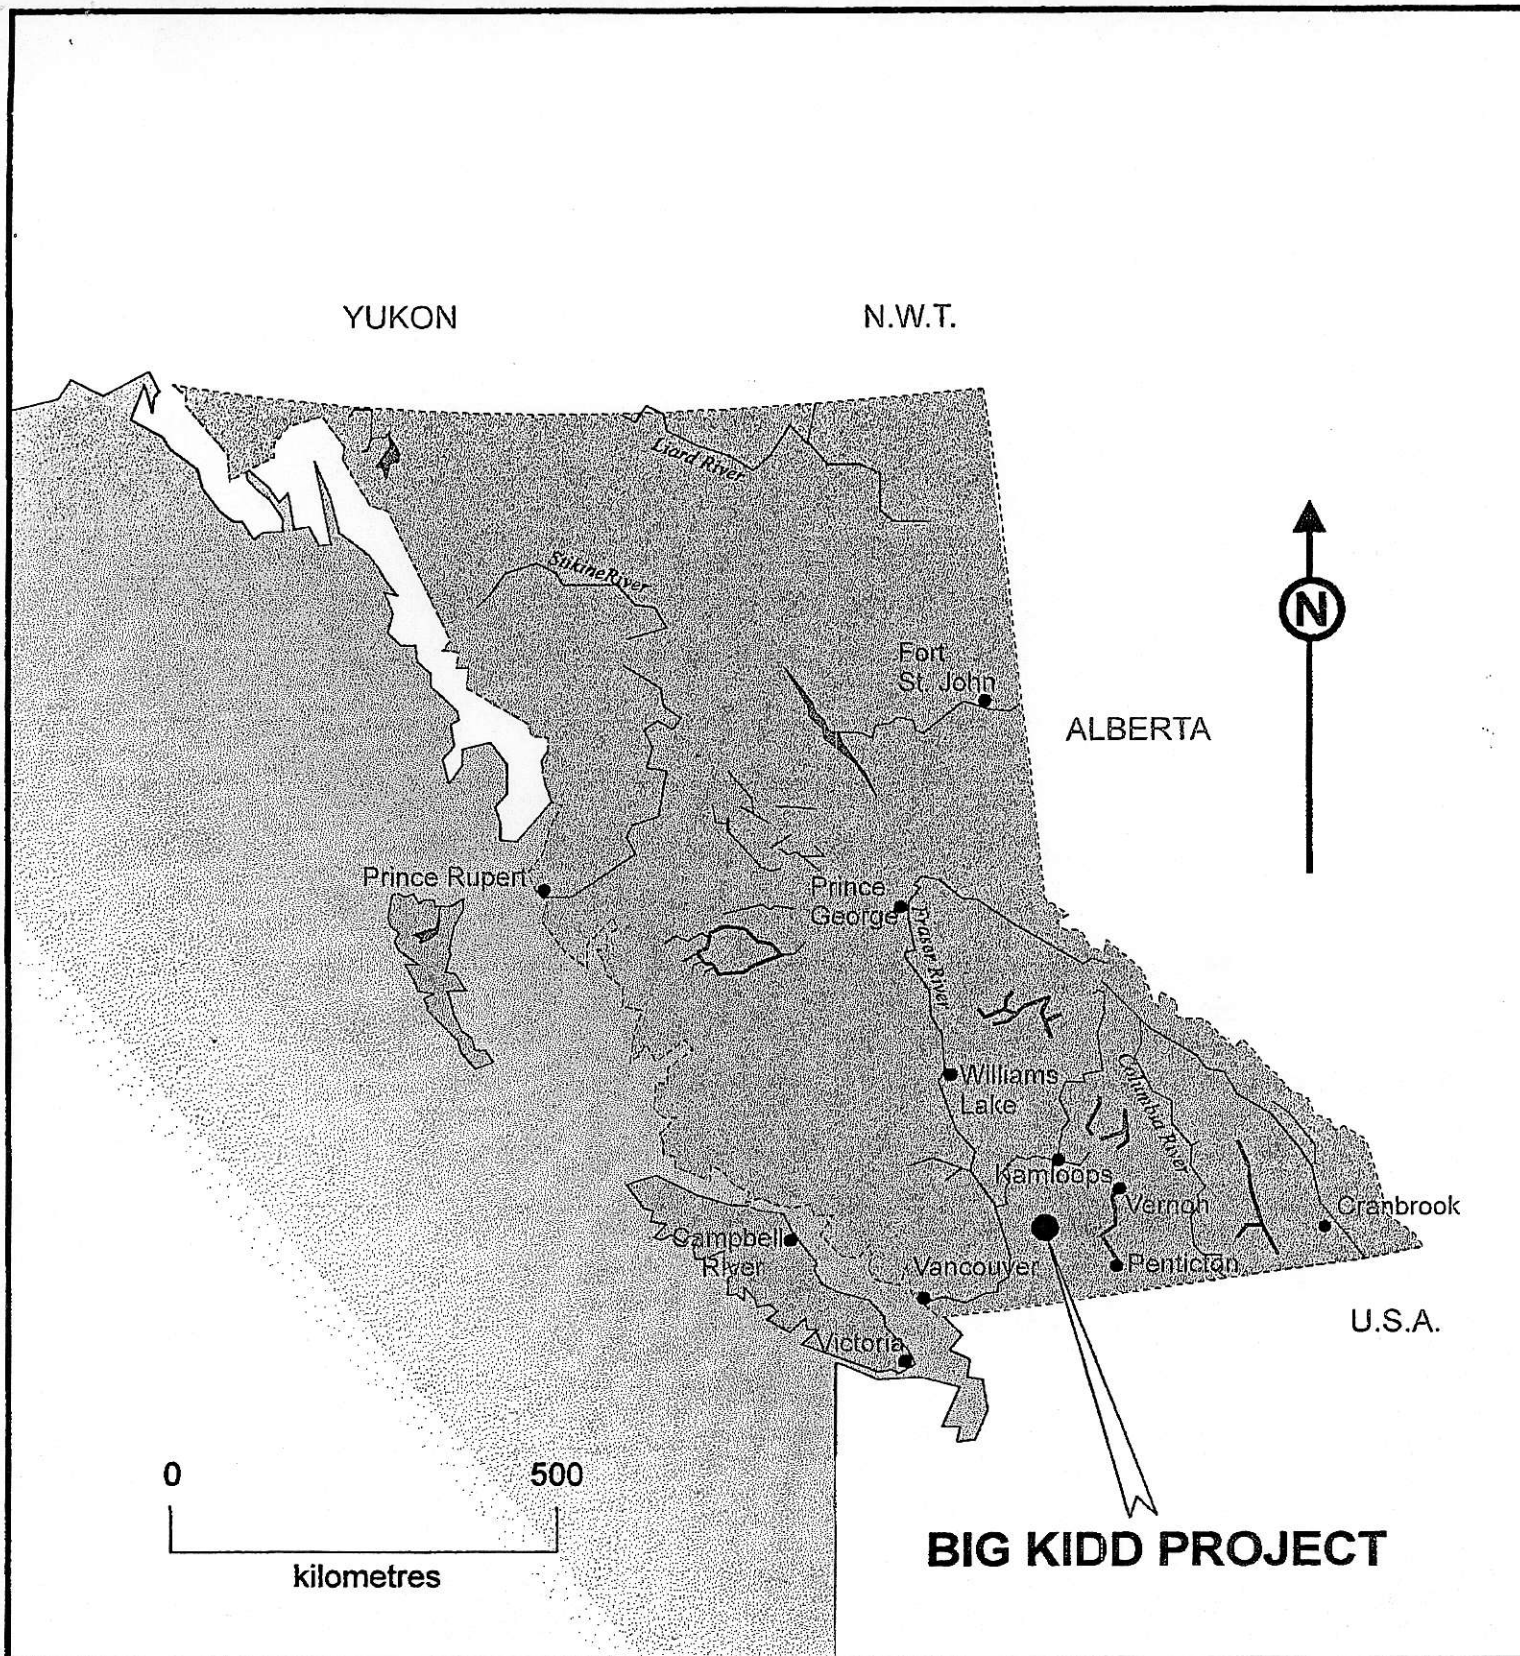 YUKON
N.W.T.
Liard River
Stikine River
Fort
St. John
ALBERTA
N
Prince Rupert
Prince
George
Fraser River
Williams
Lake
Columbia River
Kamloops
Vernon
Cranbrook
Campbell
River
Vancouver
Penticton
U.S.A.
Victoria
0
500
kilometres
BIG KIDD PROJECT